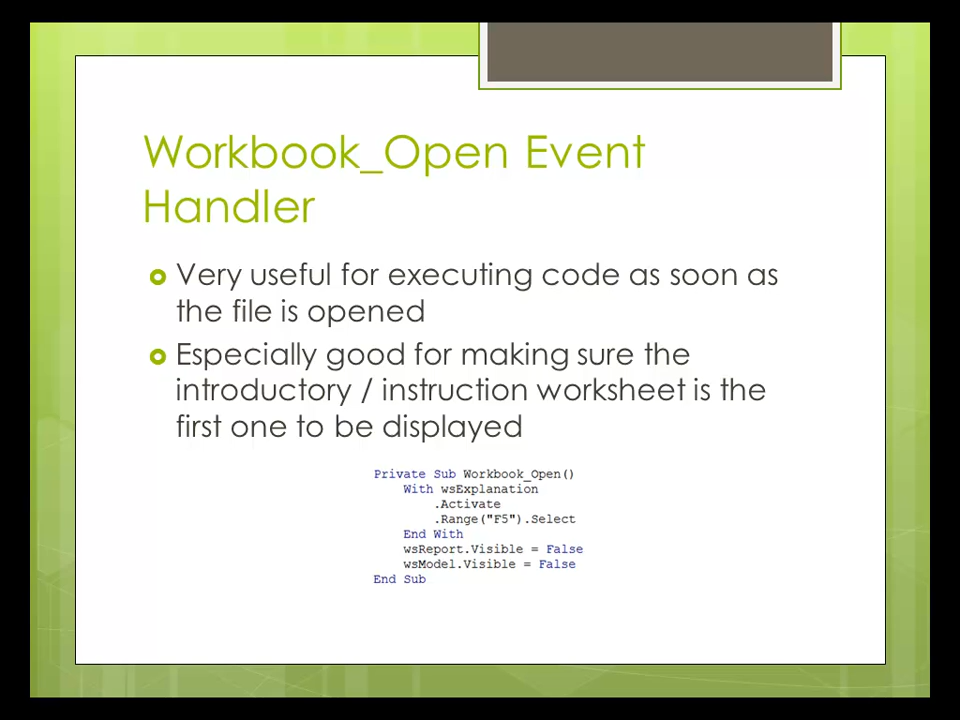 Workbook_Open Event
Handler
Very useful for executing code as soon as
the file is opened
Especially good for making sure the
introductory / instruction worksheet is the
first one to be displayed
Private Sub Workbook_Open()
With wsExplanation
.Activate
.Range("F5").Select
End With
wsReport.Visible = False
wsModel.Visible = False
End Sub